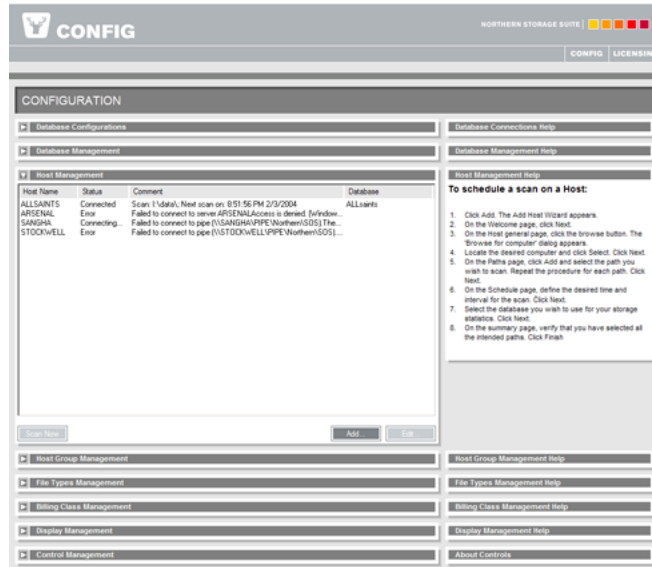 CONFIG
NORTHERN STORAGE SUITE
CONFIG LICENSIN
CONFIGURATION
Database Configurations
Database Connections Help
Database Management
Database Management Help
Host Management
Host Management Help
Host Name Status Comment Database
ALLSAINTS Connected Scan: I:\data\; Next scan on: 8:51:56 PM 2/3/2004 ALLsaints
ARSENAL Error Failed to connect to server ARSENALAccess is denied. (Window...
SANGHA Connecting... Failed to connect to pipe (\\SANGHA\PIPE\Northern\SOS).The...
STOCKWELL Error Failed to connect to pipe (\\STOCKWELL\PIPE\Northern\SOS)....
To schedule a scan on a Host:
1. Click Add. The Add Host Wizard appears.
2. On the Welcome page, click Next.
3. On the Host general page, click the browse button. The
'Browse for computer' dialog appears.
4. Locate the desired computer and click Select. Click Next.
5. On the Paths page, click Add and select the path you
wish to scan. Repeat the procedure for each path. Click
Next.
6. On the Schedule page, define the desired time and
interval for the scan. Click Next.
7. Select the database you wish to use for your storage
statistics. Click Next.
8. On the summary page, verify that you have selected all
the intended paths. Click Finish
Scan Now
Add...
Edit...
Host Group Management
Host Group Management Help
File Types Management
File Types Management Help
Billing Class Management
Billing Class Management Help
Display Management
Display Management Help
Control Management
About Controls